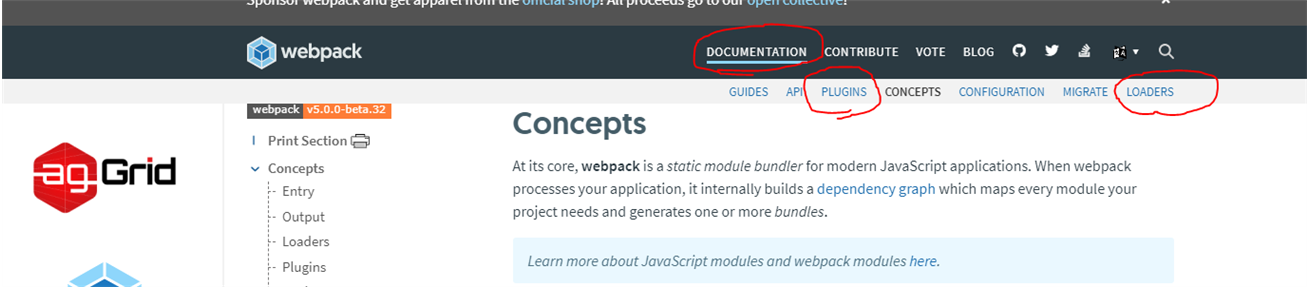 Sponsor webpack and get apparel from the official shop! All proceeds go to our open collective!
webpack
DOCUMENTATION CONTRIBUTE VOTE BLOG
GUIDES API PLUGINS CONCEPTS CONFIGURATION MIGRATE LOADERS
webpack v5.0.0-beta.32
Print Section
Concepts
Entry
Output
Loaders
Plugins
ag Grid
Concepts
At its core, webpack is a static module bundler for modern JavaScript applications. When webpack
processes your application, it internally builds a dependency graph which maps every module your
project needs and generates one or more bundles.
Learn more about JavaScript modules and webpack modules here.